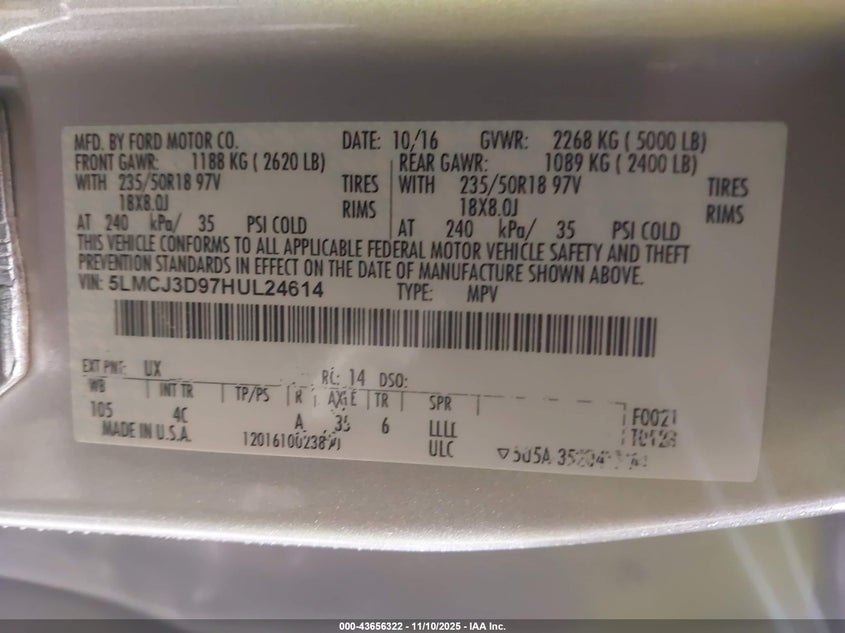 MFD. BY FORD MOTOR CO. DATE: 10/16 GVWR: 2268 KG ( 5000 LB)
FRONT GAWR: 1188 KG ( 2620 LB) REAR GAWR: 1089 KG ( 2400 LB)
WITH 235/50R18 97V TIRES WITH 235/50R18 97V TIRES
18X8.0J RIMS 18X8.0J RIMS
AT 240 kPa/ 35 PSI COLD AT 240 kPa/ 35 PSI COLD
THIS VEHICLE CONFORMS TO ALL APPLICABLE FEDERAL MOTOR VEHICLE SAFETY AND THEFT
PREVENTION STANDARDS IN EFFECT ON THE DATE OF MANUFACTURE SHOWN ABOVE.
VIN: 5LMCJ3D97HUL24614 TYPE: MPV
EXT PNT: UX RC: 14 DSO:
WB INT TR TP/PS R AXLE TR SPR
105 4C A 6 LLLL F0021
MADE IN U.S.A. ULC
000-43656322 — 11/10/2025 — IAA Inc.